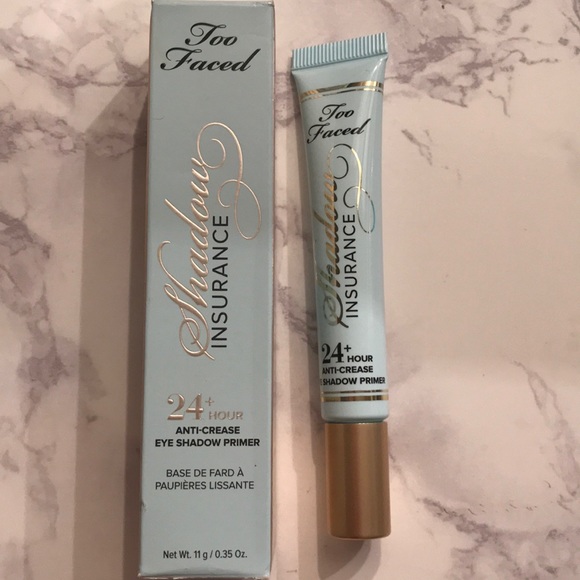 Too
Faced
Shadow
INSURANCE
24+
HOUR
ANTI-CREASE
EYE SHADOW PRIMER
BASE DE FARD À
PAUPIÈRES LISSANTE
Net Wt. 11 g / 0.35 Oz.
Too
Faced
Shadow
INSURANCE
24+ HOUR
ANTI-CREASE
YE SHADOW PRIMER